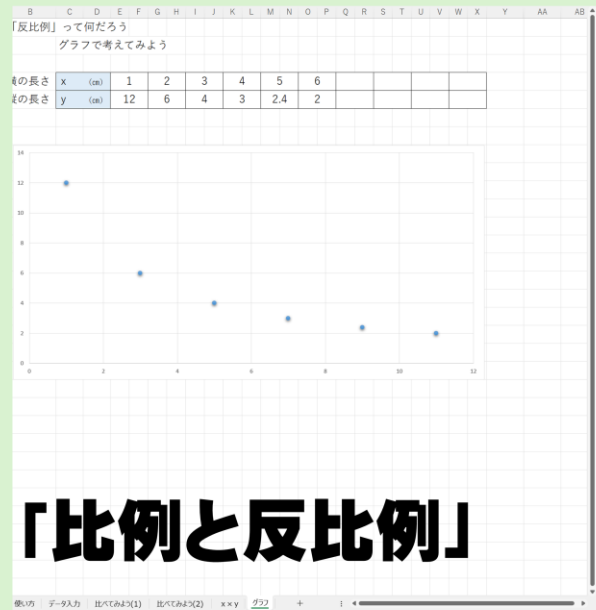 B C D E F G H I J K L M N O P Q R S T U V W X Y Z AA AB
「反比例」って何だろう
グラフで考えてみよう
横の長さ x (cm) 1 2 3 4 5 6
縦の長さ y (cm) 12 6 4 3 2.4 2
14
12
10
8
6
4
2
0
0 2 4 6 8 10 12
「比例と反比例」
使い方 データ入力 比べてみよう(1) 比べてみよう(2) x×y グラフ +